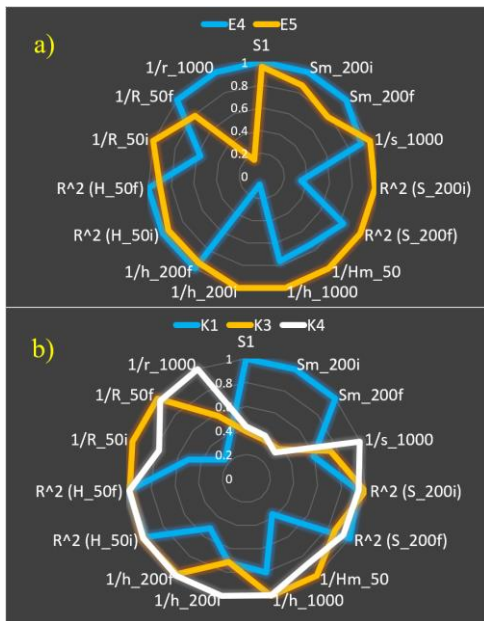 a)
E4 E5
S1
Sm_200i
Sm_200f
1/s_1000
R^2 (S_200i)
R^2 (S_200f)
1/Hm_50
1/h_1000
1/h_200i
1/h_200f
R^2 (H_50i)
R^2 (H_50f)
1/R_50i
1/R_50f
1/r_1000
1
0.8
0.6
0.4
0.2
0
b)
K1 K3 K4
S1
Sm_200i
Sm_200f
1/s_1000
R^2 (S_200i)
R^2 (S_200f)
1/Hm_50
1/h_1000
1/h_200i
1/h_200f
R^2 (H_50i)
R^2 (H_50f)
1/R_50i
1/R_50f
1/r_1000
1
0.8
0.6
0.4
0.2
0